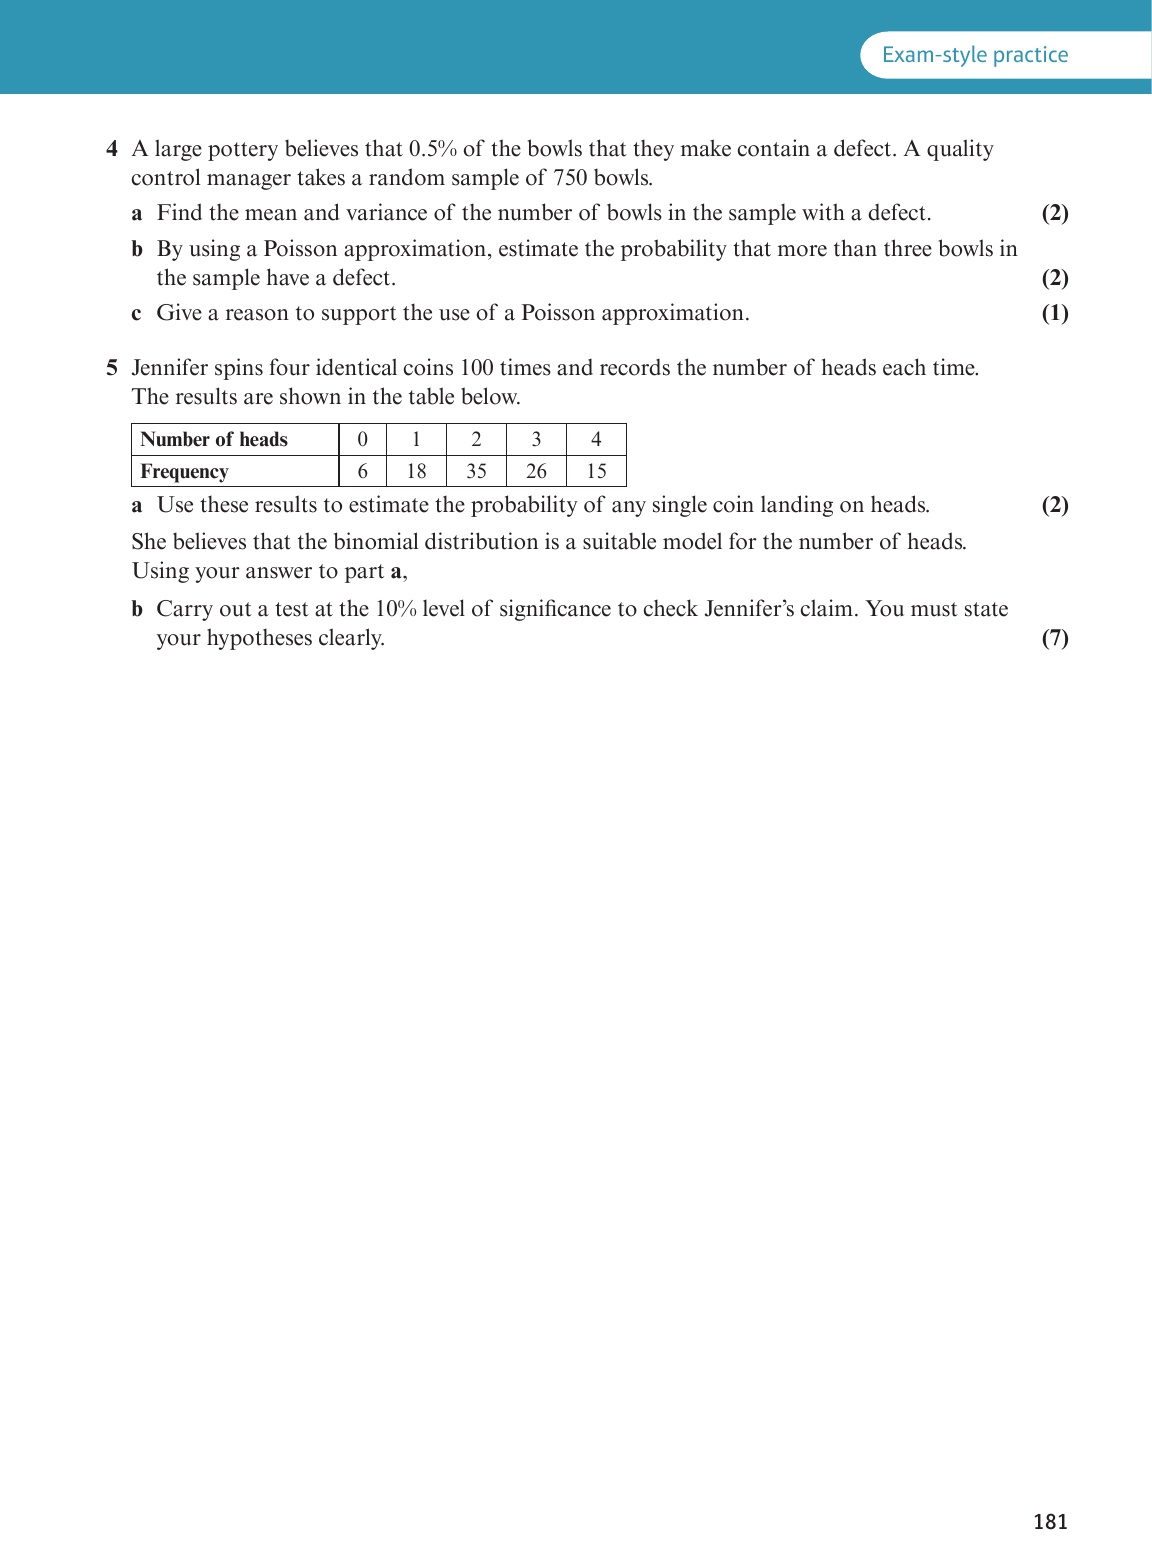 Exam-style practice
4 A large pottery believes that 0.5% of the bowls that they make contain a defect. A quality
control manager takes a random sample of 750 bowls.
a Find the mean and variance of the number of bowls in the sample with a defect. (2)
b By using a Poisson approximation, estimate the probability that more than three bowls in
the sample have a defect. (2)
c Give a reason to support the use of a Poisson approximation. (1)
5 Jennifer spins four identical coins 100 times and records the number of heads each time.
The results are shown in the table below.
Number of heads 0 1 2 3 4
Frequency 6 18 35 26 15
a Use these results to estimate the probability of any single coin landing on heads. (2)
She believes that the binomial distribution is a suitable model for the number of heads.
Using your answer to part a,
b Carry out a test at the 10% level of significance to check Jennifer’s claim. You must state
your hypotheses clearly. (7)
181